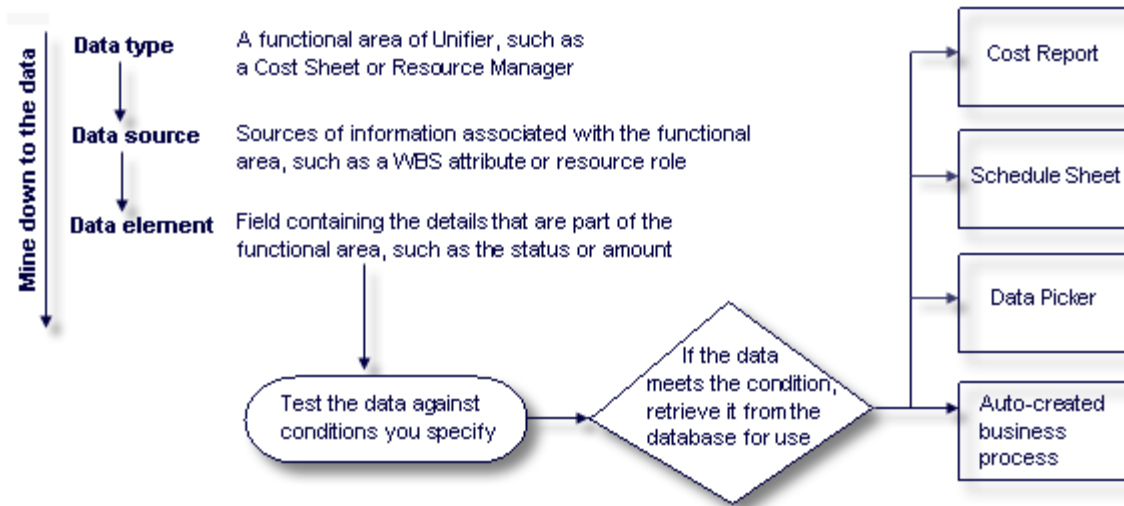 Mine down to the data
Data type
A functional area of Unifier, such as
a Cost Sheet or Resource Manager
Data source
Sources of information associated with the functional
area, such as a WBS attribute or resource role
Data element
Field containing the details that are part of the
functional area, such as the status or amount
Test the data against
conditions you specify
If the data
meets the condition,
retrieve it from the
database for use
Cost Report
Schedule Sheet
Data Picker
Auto-created
business
process